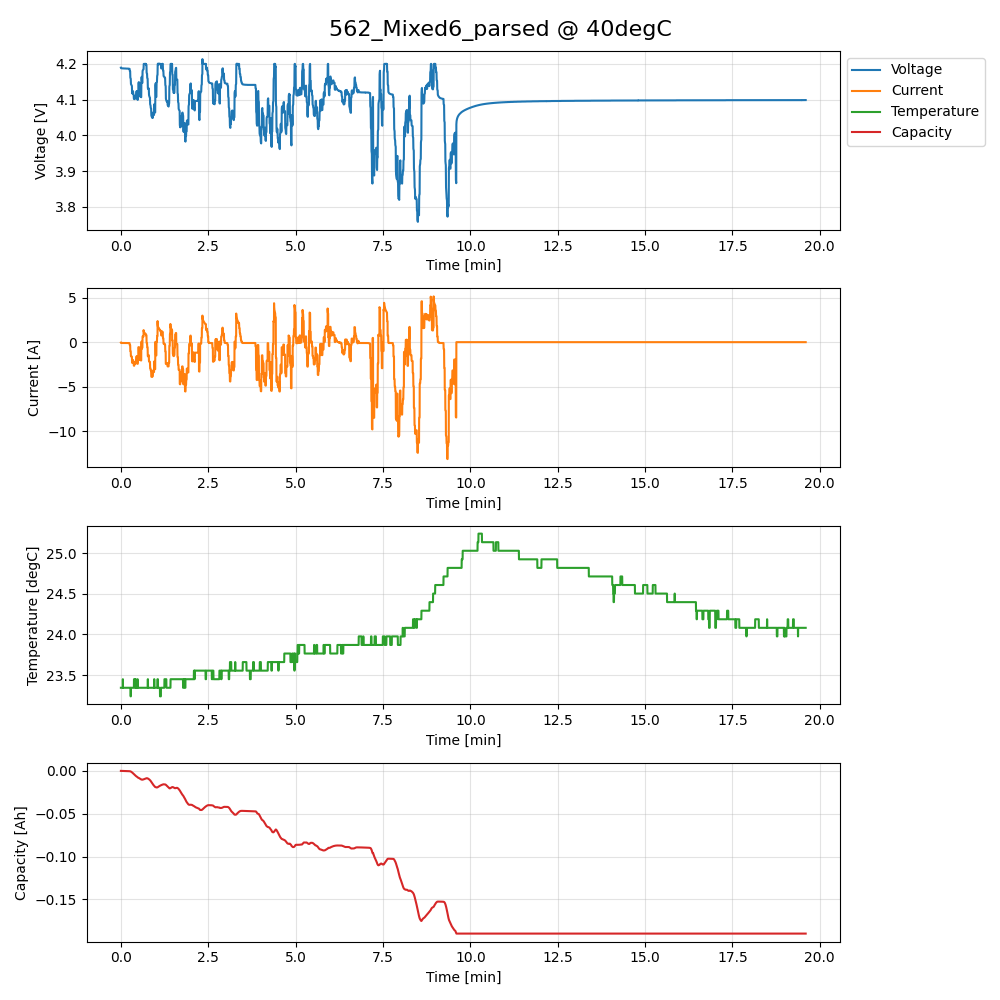 562_Mixed6_parsed @ 40degC
Voltage [V]
4.2
4.1
4.0
3.9
3.8
0.0 2.5 5.0 7.5 10.0 12.5 15.0 17.5 20.0
Time [min]
Voltage
Current
Temperature
Capacity
Current [A]
5
0
−5
−10
0.0 2.5 5.0 7.5 10.0 12.5 15.0 17.5 20.0
Time [min]
Temperature [degC]
25.0
24.5
24.0
23.5
0.0 2.5 5.0 7.5 10.0 12.5 15.0 17.5 20.0
Time [min]
Capacity [Ah]
0.00
−0.05
−0.10
−0.15
0.0 2.5 5.0 7.5 10.0 12.5 15.0 17.5 20.0
Time [min]